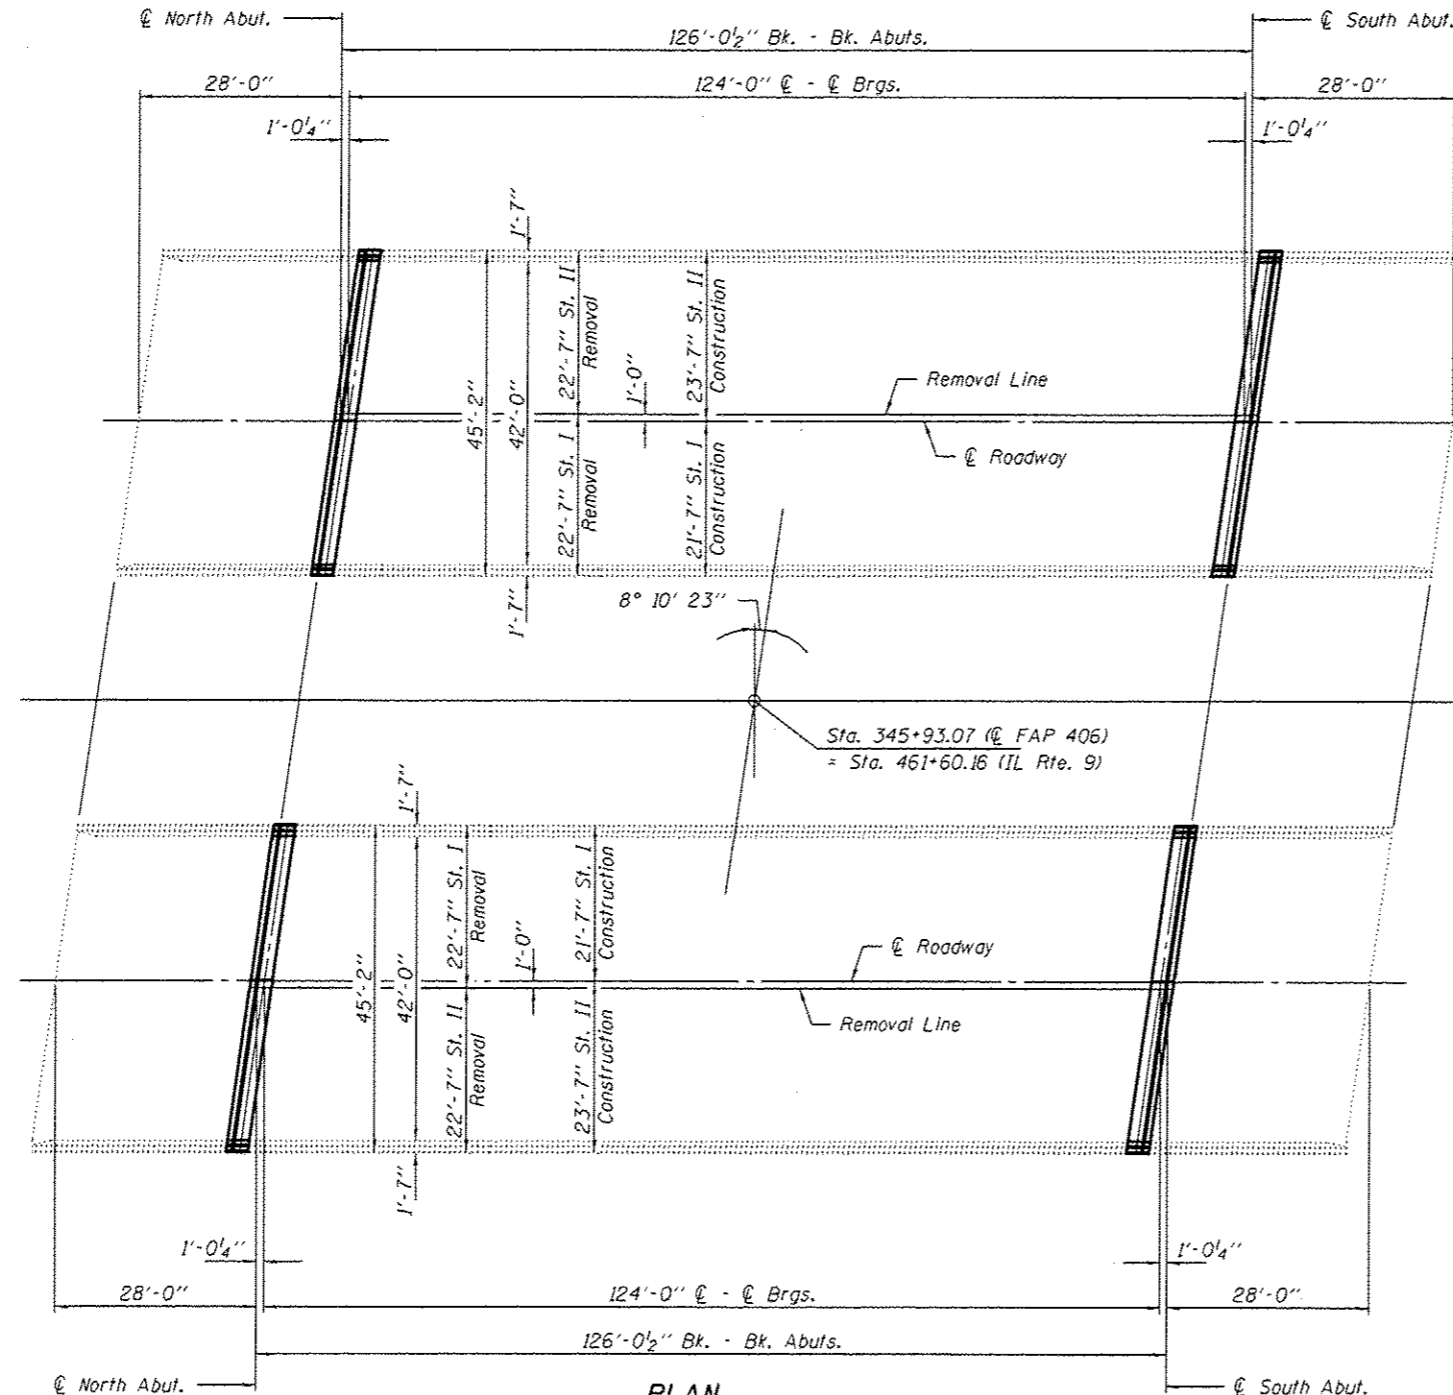 ℄ North Abut.
℄ South Abut.
126'-0½" Bk. - Bk. Abuts.
28'-0"
124'-0" ℄ - ℄ Brgs.
28'-0"
1'-0¼"
1'-0¼"
1'-7"
45'-2"
42'-0"
22'-7" St. II
Removal
1'-0"
23'-7" St. II
Construction
Removal Line
℄ Roadway
22'-7" St. I
Removal
21'-7" St. I
Construction
1'-7"
8° 10' 23"
Sta. 345+93.07 (℄ FAP 406)
= Sta. 461+60.16 (IL Rte. 9)
1'-7"
45'-2"
42'-0"
22'-7" St. I
Removal
1'-0"
21'-7" St. I
Construction
℄ Roadway
Removal Line
22'-7" St. II
Removal
23'-7" St. II
Construction
1'-7"
1'-0¼"
1'-0¼"
28'-0"
124'-0" ℄ - ℄ Brgs.
28'-0"
126'-0½" Bk. - Bk. Abuts.
℄ North Abut.
℄ South Abut.
PLAN